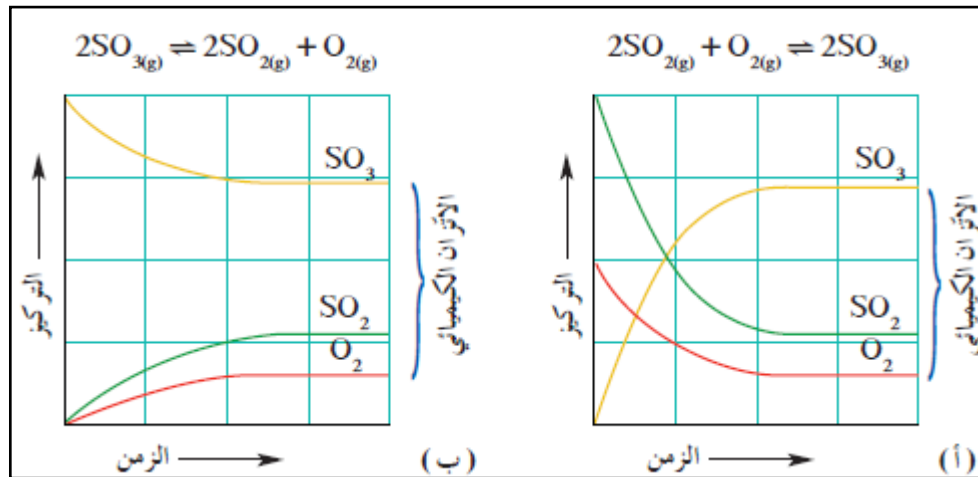 2SO₂(g) + O₂(g) ⇌ 2SO₃(g)
SO₃
SO₂
O₂
التركيز
الاتزان الكيميائي
الزمن
(أ)
2SO₃(g) ⇌ 2SO₂(g) + O₂(g)
SO₃
SO₂
O₂
التركيز
الاتزان الكيميائي
الزمن
(ب)